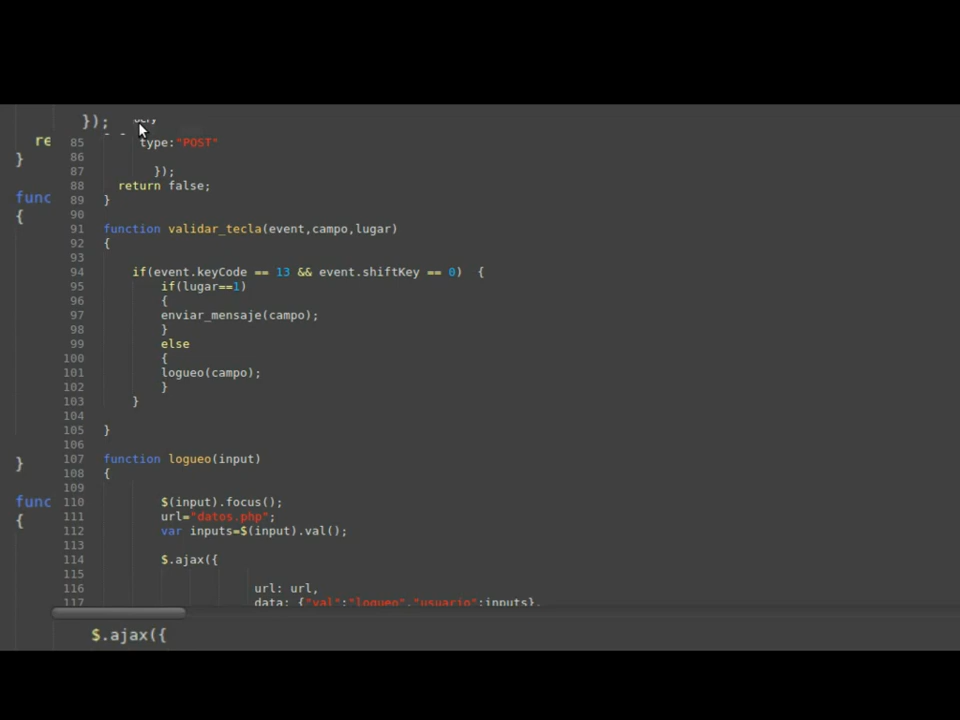 });
re
}
func
{
}
func
{
85 type:"POST"
86
87 });
88 return false;
89 }
90
91 function validar_tecla(event,campo,lugar)
92 {
93
94 if(event.keyCode == 13 && event.shiftKey == 0) {
95 if(lugar==1)
96 {
97 enviar_mensaje(campo);
98 }
99 else
100 {
101 logueo(campo);
102 }
103 }
104
105 }
106
107 function logueo(input)
108 {
109
110 $(input).focus();
111 url="datos.php";
112 var inputs=$(input).val();
113
114 $.ajax({
115
116 url: url,
117 data: {"val":"logueo","usuario":inputs},
$.ajax({